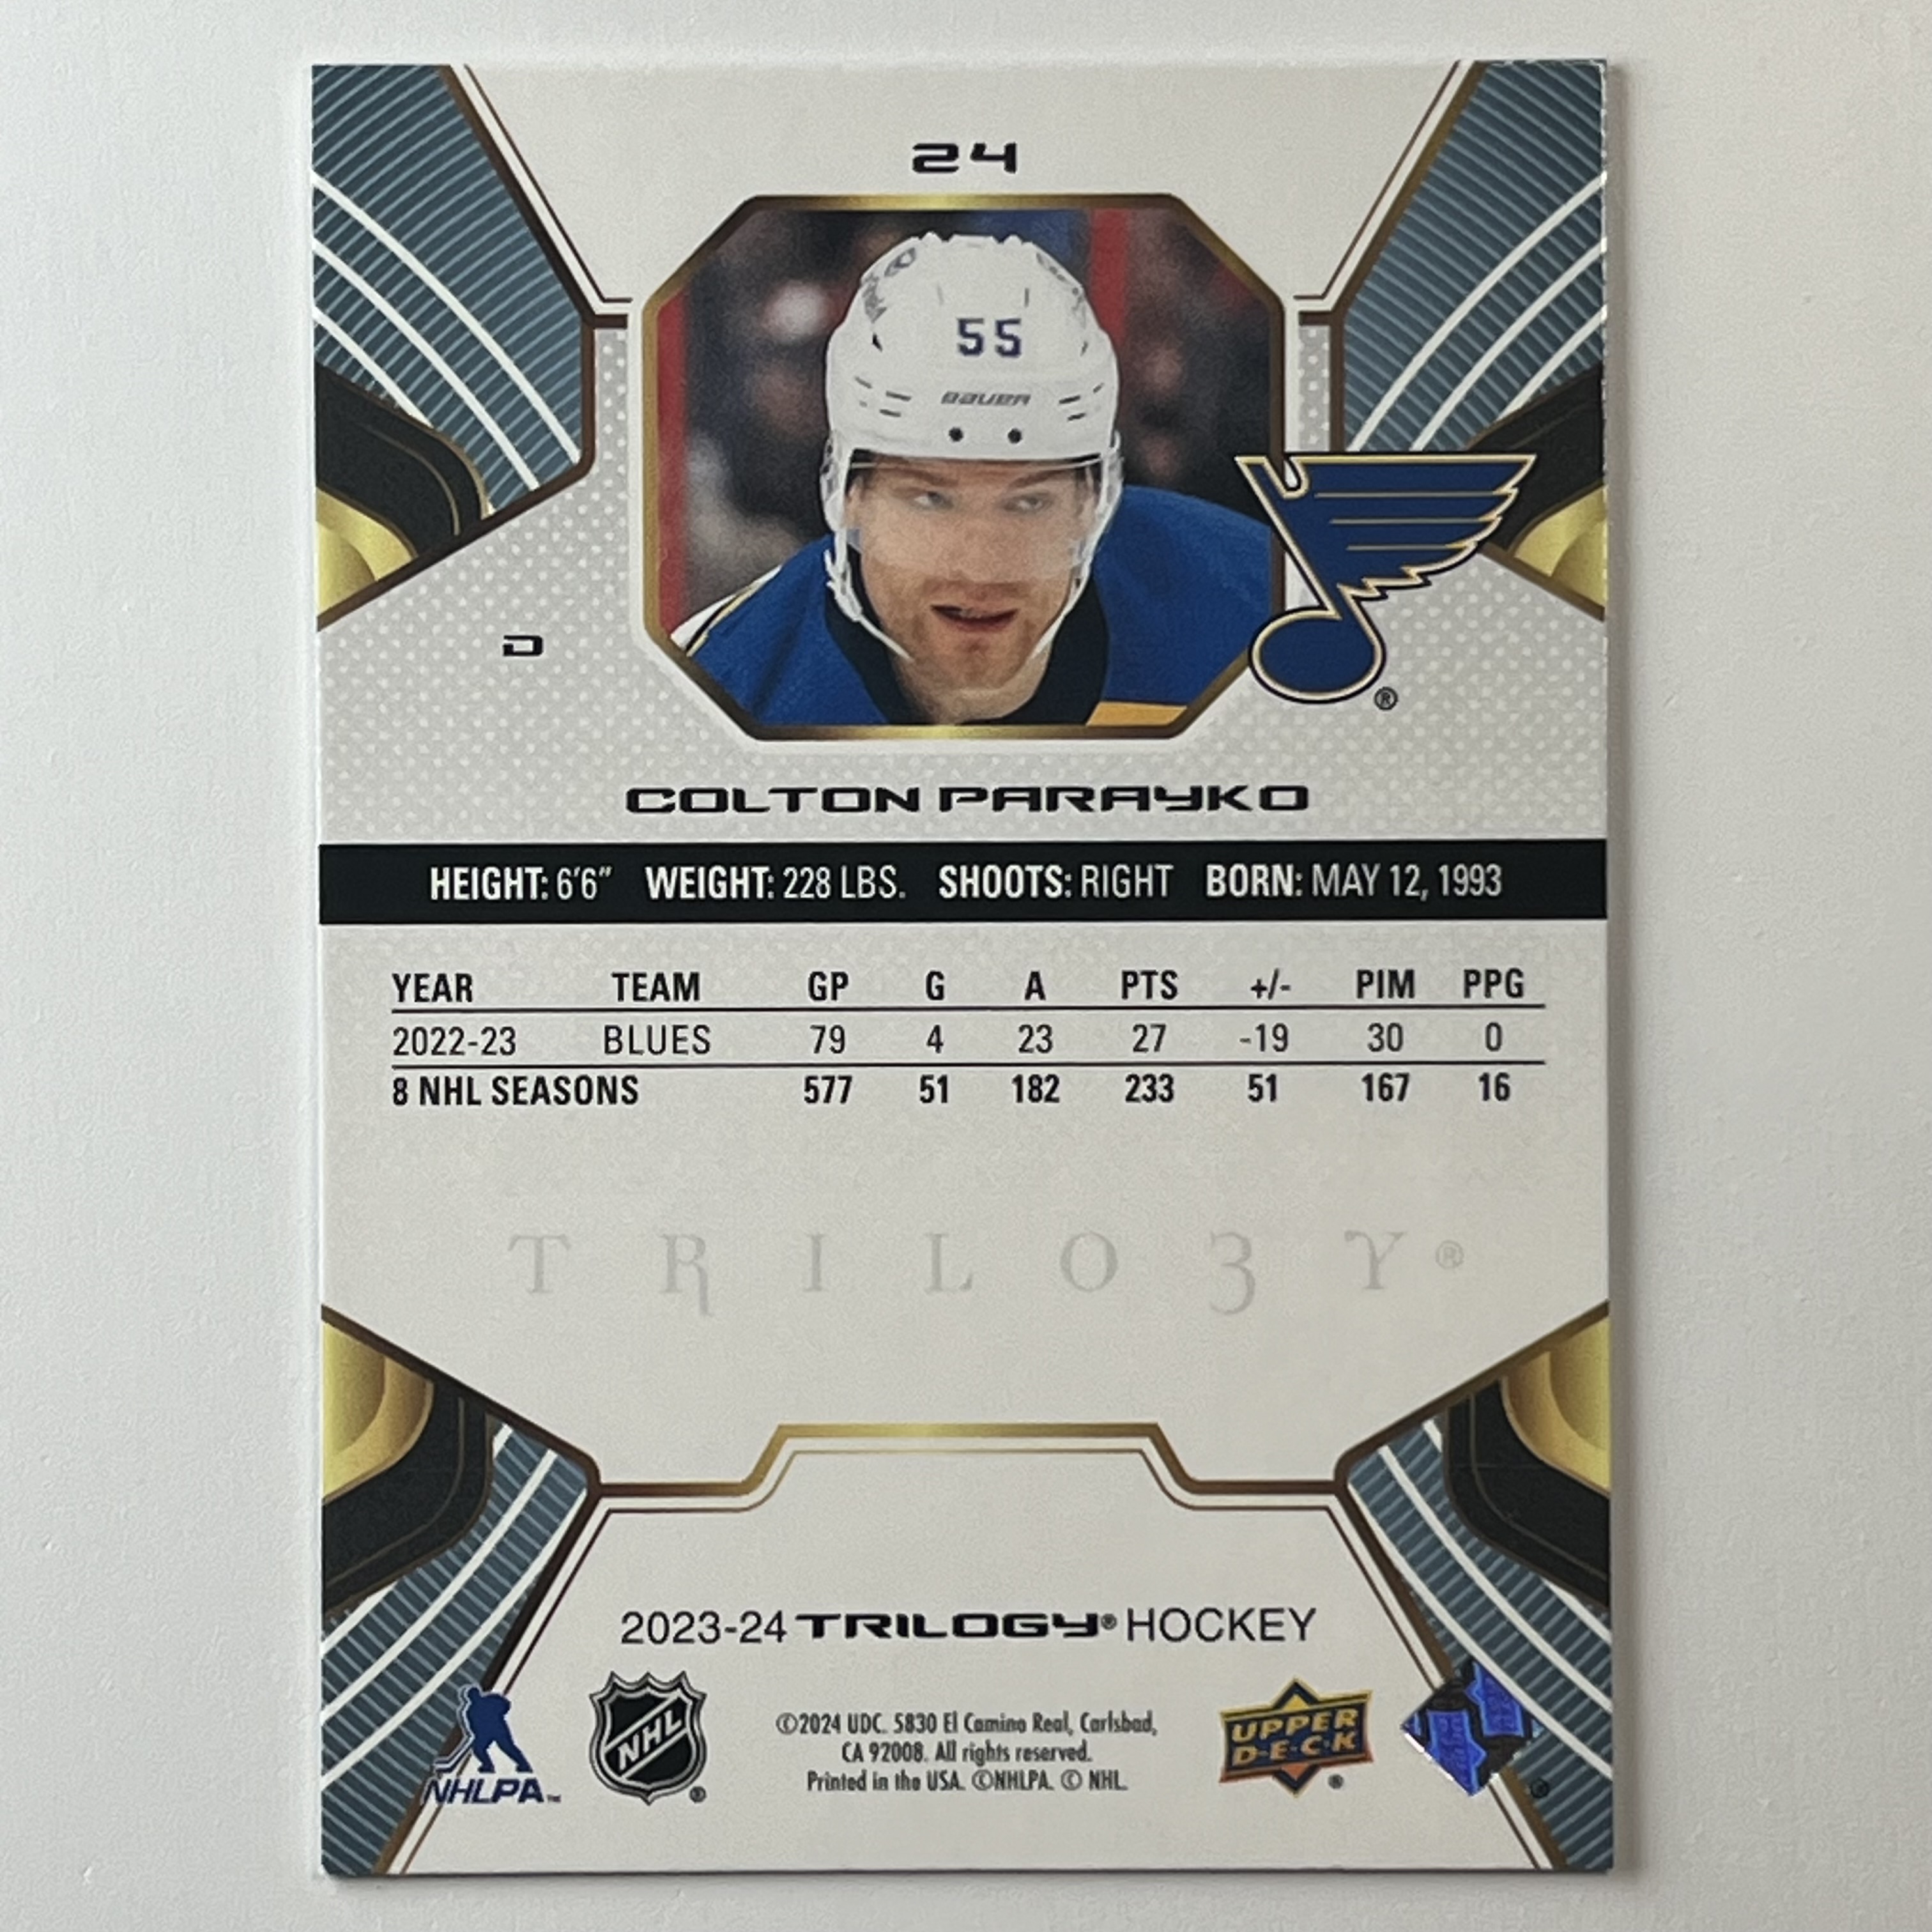 24
55
BAUER
®
D
COLTON PARAYKO
HEIGHT: 6'6" WEIGHT: 228 LBS. SHOOTS: RIGHT BORN: MAY 12, 1993
YEAR TEAM GP G A PTS +/- PIM PPG
2022-23 BLUES 79 4 23 27 -19 30 0
8 NHL SEASONS 577 51 182 233 51 167 16
TRILOGY®
2023-24 TRILOGY® HOCKEY
NHLPA™
NHL ®
©2024 UDC. 5830 El Camino Real, Carlsbad,
CA 92008. All rights reserved.
Printed in the USA. ©NHLPA. © NHL.
UPPER
D·E·C·K ®